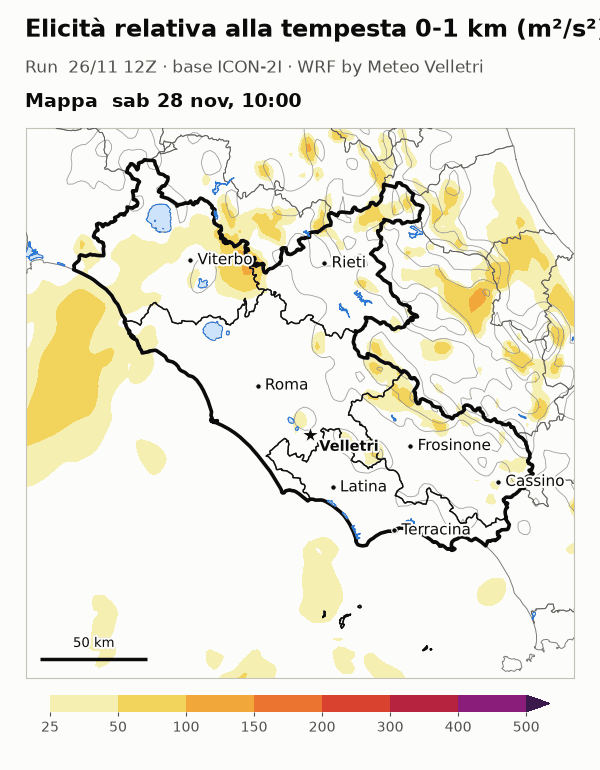 Elicità relativa alla tempesta 0-1 km (m²/s²)
Run 26/11 12Z · base ICON-2I · WRF by Meteo Velletri
Mappa sab 28 nov, 10:00
Viterbo
Rieti
Roma
Velletri
Frosinone
Cassino
Latina
Terracina
50 km
25 50 100 150 200 300 400 500